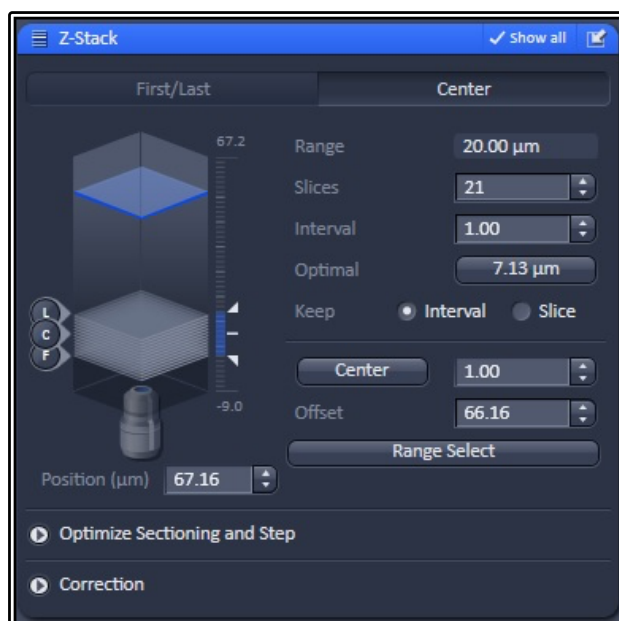 Z-Stack
Show all
First/Last
Center
67.2
Range 20.00 µm
Slices 21
Interval 1.00
Optimal 7.13 µm
Keep Interval Slice
L
C
F
Center 1.00
-9.0
Offset 66.16
Range Select
Position (µm) 67.16
Optimize Sectioning and Step
Correction